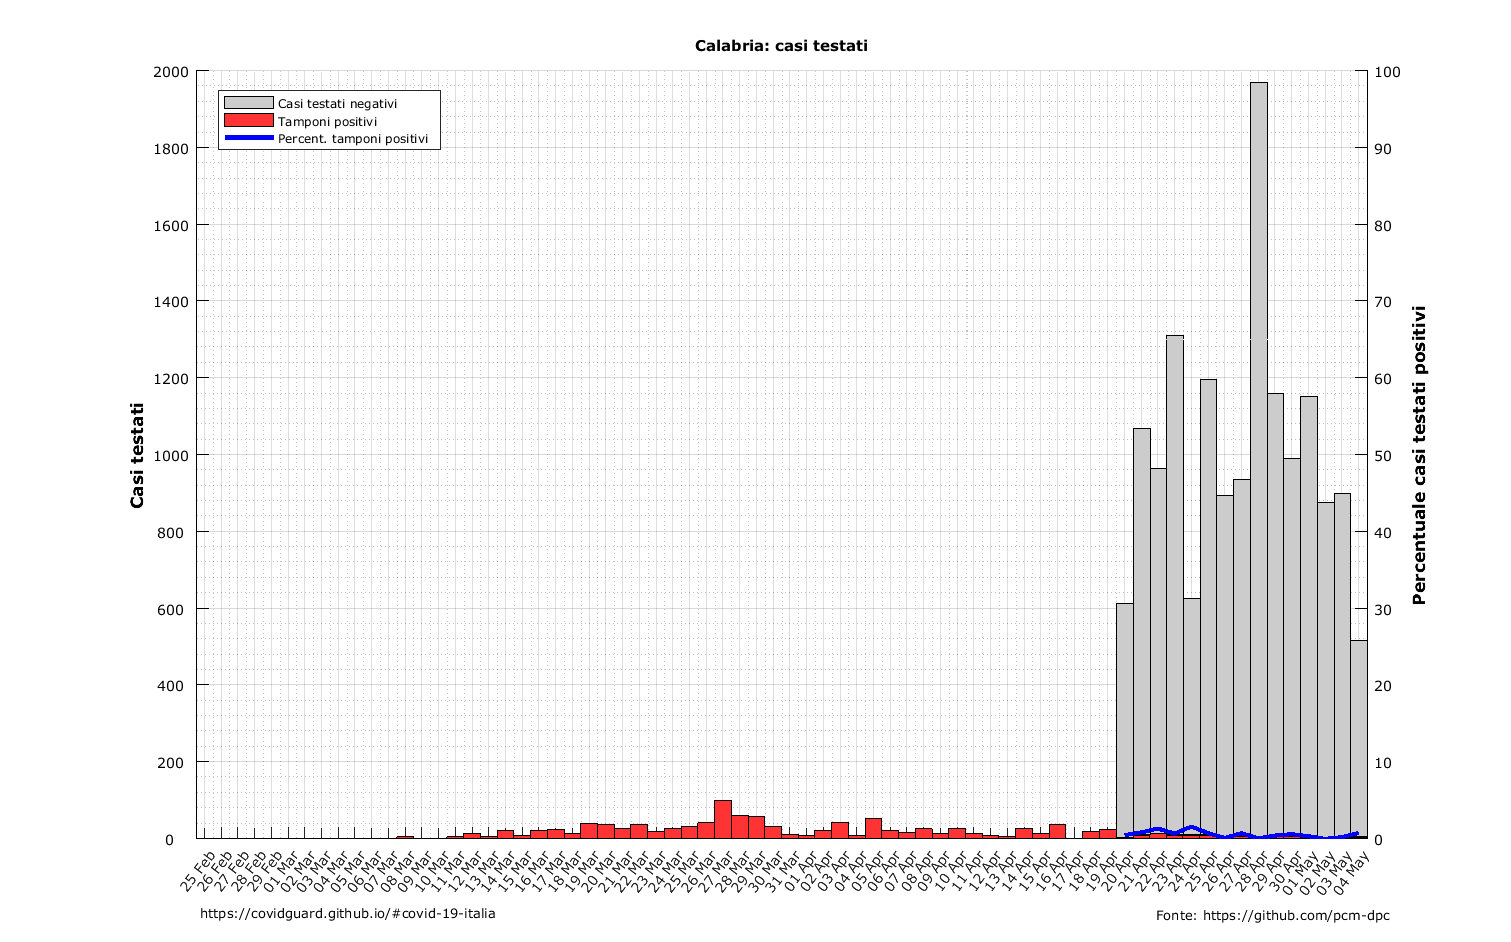 Calabria: casi testati
Casi testati negativi
Tamponi positivi
Percent. tamponi positivi
Casi testati
2000
1800
1600
1400
1200
1000
800
600
400
200
0
100
90
80
70
60
50
40
30
20
10
0
Percentuale casi testati positivi
25 Feb
26 Feb
27 Feb
28 Feb
29 Feb
01 Mar
02 Mar
03 Mar
04 Mar
05 Mar
06 Mar
07 Mar
08 Mar
09 Mar
10 Mar
11 Mar
12 Mar
13 Mar
14 Mar
15 Mar
16 Mar
17 Mar
18 Mar
19 Mar
20 Mar
21 Mar
22 Mar
23 Mar
24 Mar
25 Mar
26 Mar
27 Mar
28 Mar
29 Mar
30 Mar
31 Mar
01 Apr
02 Apr
03 Apr
04 Apr
05 Apr
06 Apr
07 Apr
08 Apr
09 Apr
10 Apr
11 Apr
12 Apr
13 Apr
14 Apr
15 Apr
16 Apr
17 Apr
18 Apr
19 Apr
20 Apr
21 Apr
22 Apr
23 Apr
24 Apr
25 Apr
26 Apr
27 Apr
28 Apr
29 Apr
30 Apr
01 May
02 May
03 May
04 May
https://covidguard.github.io/#covid-19-italia
Fonte: https://github.com/pcm-dpc